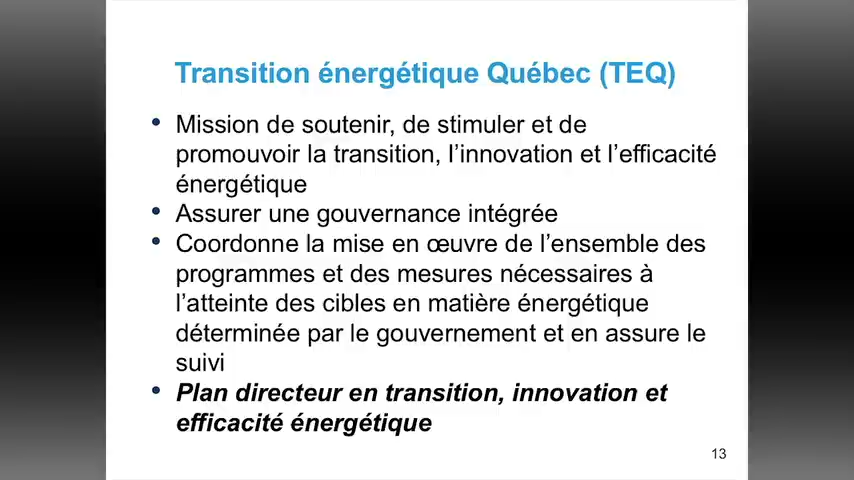 Transition énergétique Québec (TEQ)
• Mission de soutenir, de stimuler et de
promouvoir la transition, l’innovation et l’efficacité
énergétique
• Assurer une gouvernance intégrée
• Coordonne la mise en œuvre de l’ensemble des
programmes et des mesures nécessaires à
l’atteinte des cibles en matière énergétique
déterminée par le gouvernement et en assure le
suivi
• Plan directeur en transition, innovation et
efficacité énergétique
13